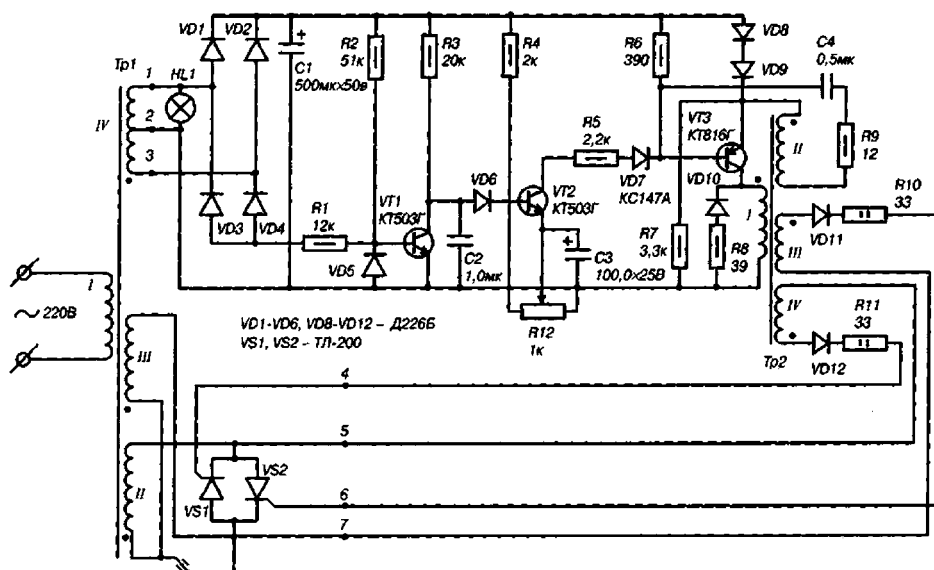 VD1 VD2
VD8
R2
51к
R3
20к
R4
2к
R6
390
C4
0,5мк
Тр1
1
HL1
C1
500мк×50в
VD9
IV
2
3
R5
2,2к
VT3
КТ816Г
II
R9
12
VD6
VT2
КТ503Г
VD7
КС147А
VD10
I
R10
33
VD3
VD4
R1
12к
VT1
КТ503Г
VD5
C2
1,0мк
C3
100,0×25В
R7
3,3к
R8
39
III
VD11
I
~ 220В
R12
1к
IV
R11
33
VD1-VD6, VD8-VD12 – Д226Б
VS1, VS2 – ТЛ-200
III
Тр2
VD12
4
5
VS2
II
VS1
6
7